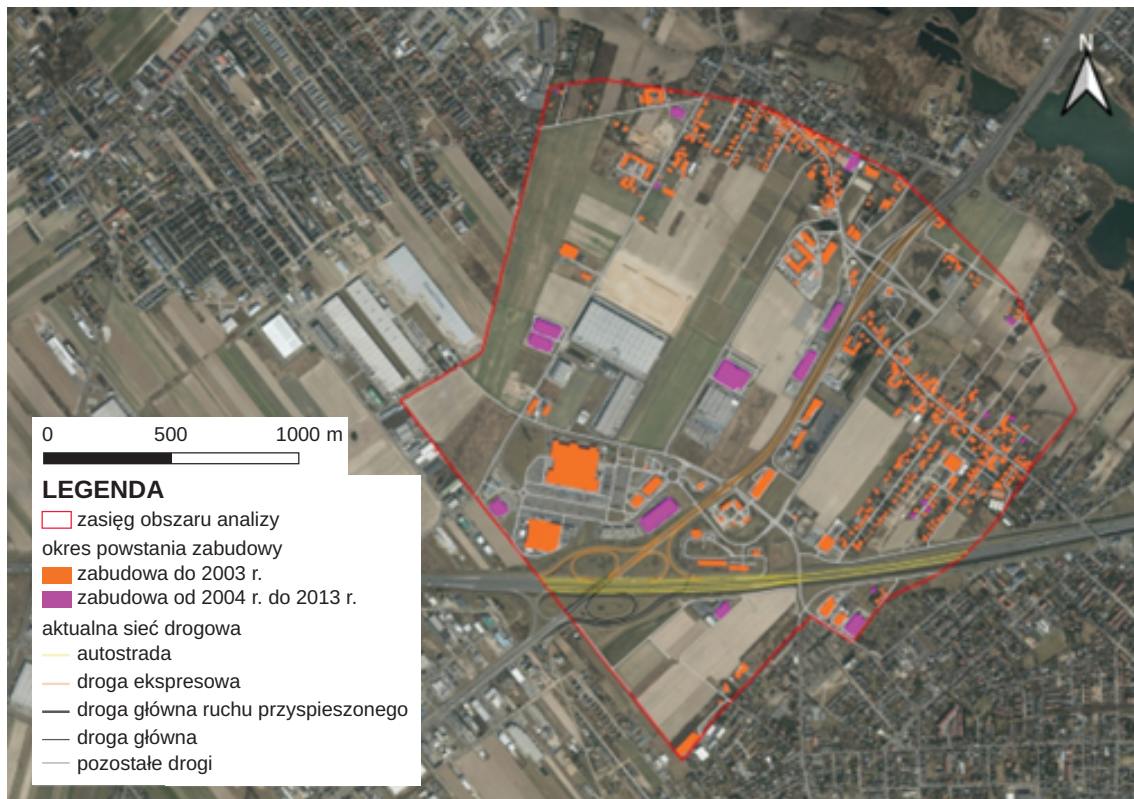 N
0 500 1000 m
LEGENDA
zasięg obszaru analizy
okres powstania zabudowy
zabudowa do 2003 r.
zabudowa od 2004 r. do 2013 r.
aktualna sieć drogowa
autostrada
droga ekspresowa
droga główna ruchu przyspieszonego
droga główna
pozostałe drogi